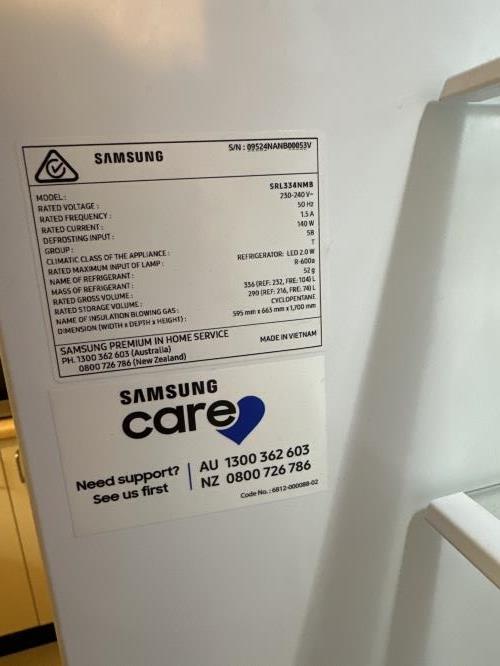 SAMSUNG
S/N : 09524NANB00053V
MODEL : SRL334NMB
RATED VOLTAGE : 230-240 V~
RATED FREQUENCY : 50 Hz
RATED CURRENT : 1.5 A
DEFROSTING INPUT : 140 W
GROUP : 5B
CLIMATIC CLASS OF THE APPLIANCE : T
RATED MAXIMUM INPUT OF LAMP : REFRIGERATOR: LED 2.0 W
NAME OF REFRIGERANT : R-600a
MASS OF REFRIGERANT : 52 g
RATED GROSS VOLUME : 336 (REF: 232, FRE: 104) L
RATED STORAGE VOLUME : 290 (REF: 216, FRE: 74) L
NAME OF INSULATION BLOWING GAS : CYCLOPENTANE
DIMENSION (WIDTH x DEPTH x HEIGHT) : 595 mm x 663 mm x 1,700 mm
SAMSUNG PREMIUM IN HOME SERVICE
MADE IN VIETNAM
PH. 1300 362 603 (Australia)
0800 726 786 (New Zealand)
SAMSUNG
care
Need support?
See us first
AU 1300 362 603
NZ 0800 726 786
Code No. : 6812-000088-02